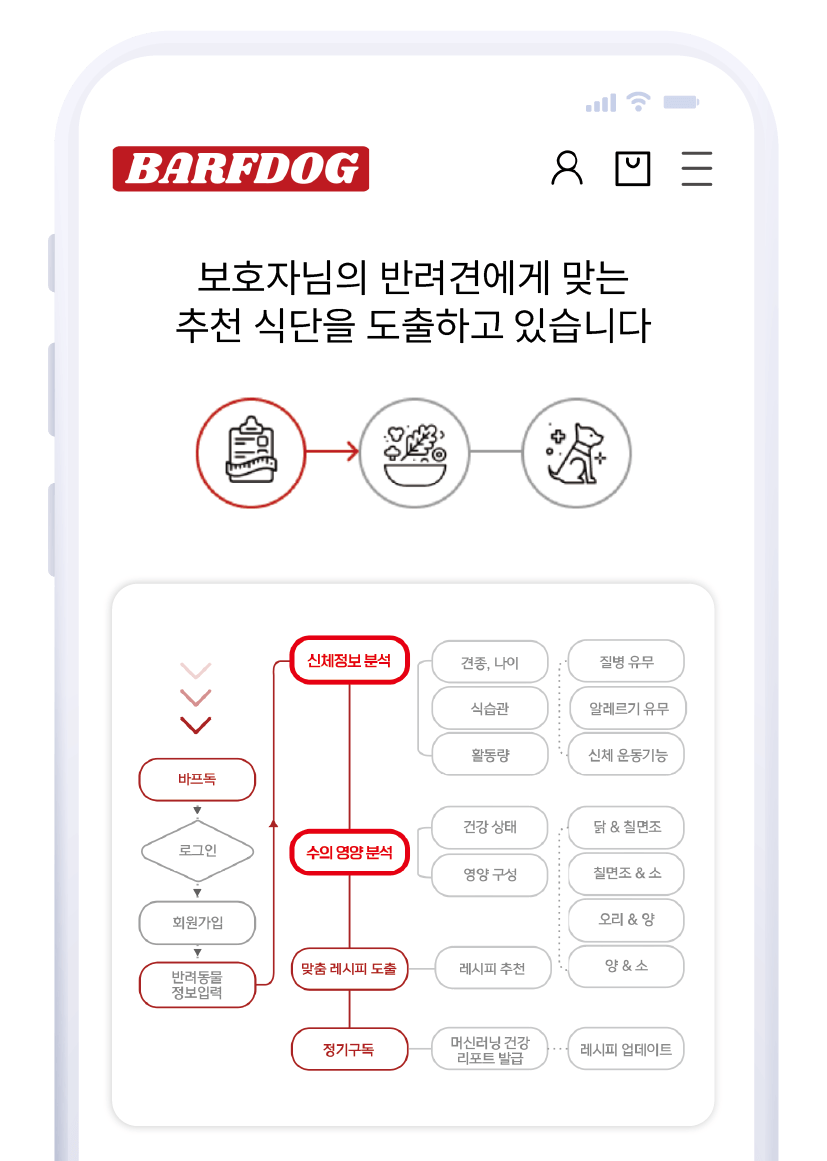 BARFDOG
보호자님의 반려견에게 맞는
추천 식단을 도출하고 있습니다
바프독
로그인
회원가입
반려동물
정보입력
신체정보 분석
견종, 나이
식습관
활동량
질병 유무
알레르기 유무
신체 운동기능
수의 영양 분석
건강 상태
영양 구성
닭 & 칠면조
칠면조 & 소
오리 & 양
양 & 소
맞춤 레시피 도출
레시피 추천
정기구독
머신러닝 건강
리포트 발급
레시피 업데이트